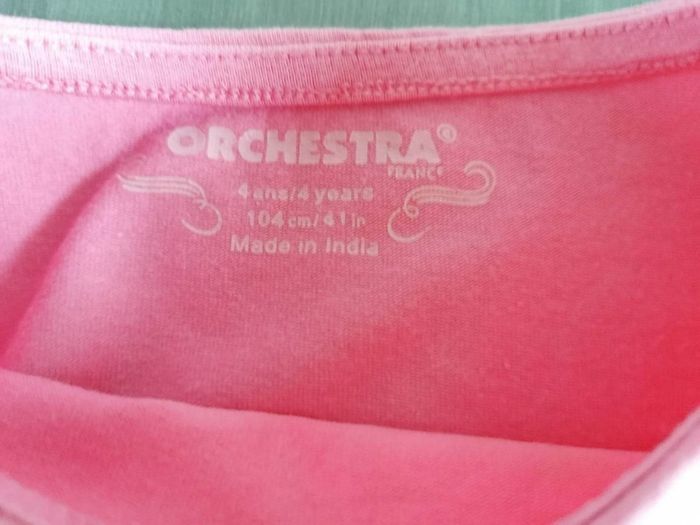 ORCHESTRA®
FRANCE
4 ans/4 years
104 cm/41 in
Made in India